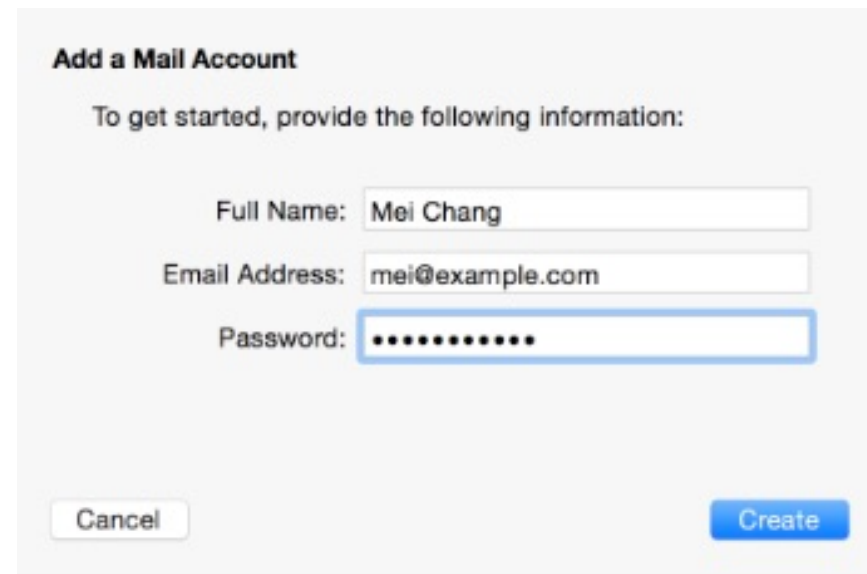 Add a Mail Account
To get started, provide the following information:
Full Name: Mei Chang
Email Address: mei@example.com
Password: •••••••••••
Cancel Create